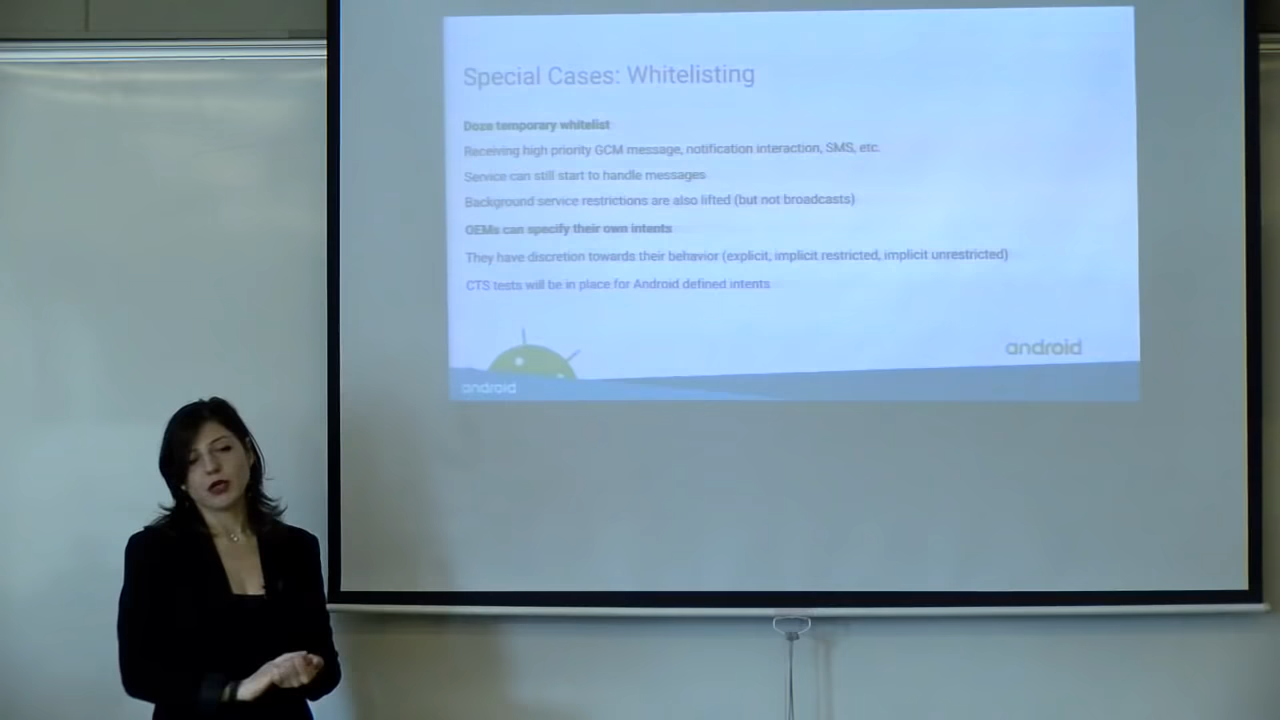 Special Cases: Whitelisting
Doze temporary whitelist
Receiving high priority GCM message, notification interaction, SMS, etc.
Service can still start to handle messages
Background service restrictions are also lifted (but not broadcasts)
OEMs can specify their own intents
They have discretion towards their behavior (explicit, implicit restricted, implicit unrestricted)
CTS tests will be in place for Android defined intents
android
android